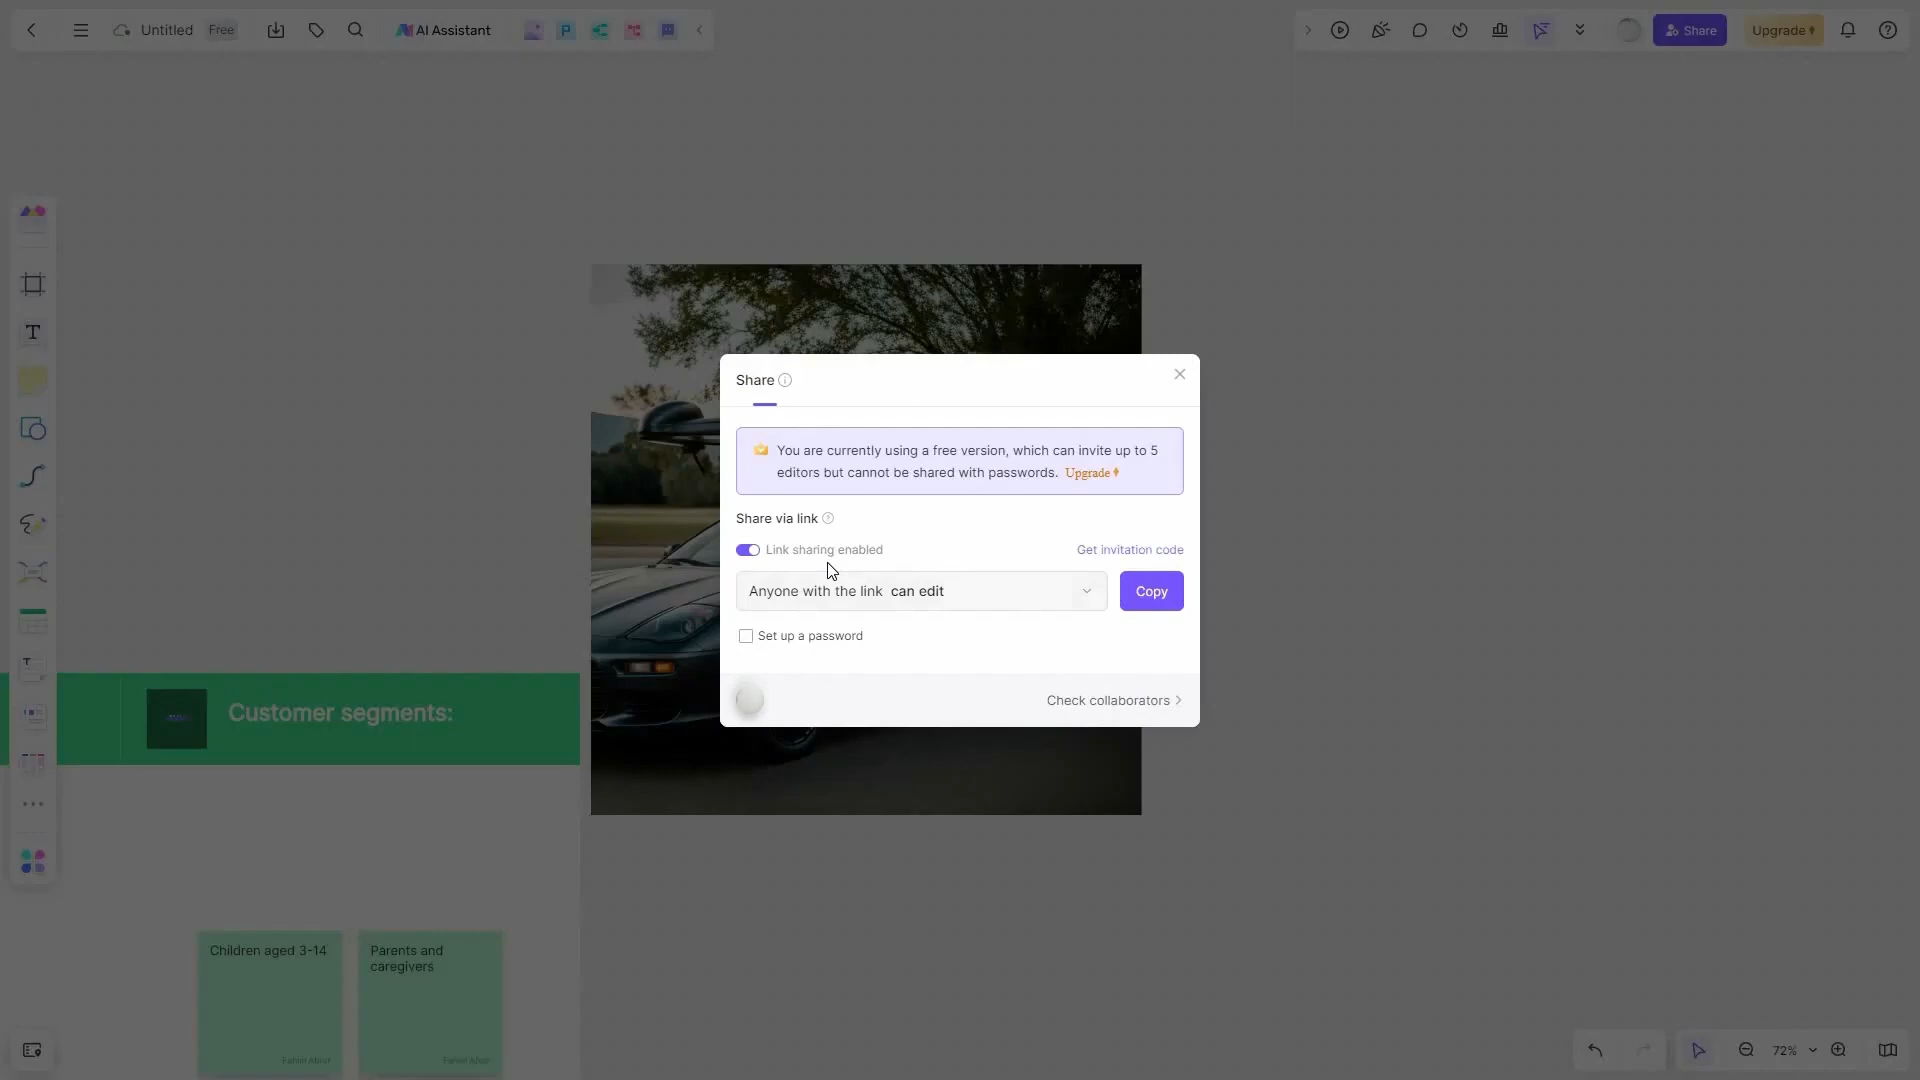 Untitled
Free
AI Assistant
P
Share
Upgrade
Share
You are currently using a free version, which can invite up to 5
editors but cannot be shared with passwords. Upgrade
Share via link
Link sharing enabled
Get invitation code
Anyone with the link can edit
Copy
Set up a password
Check collaborators
T
Customer segments:
Children aged 3-14
Parents and
caregivers
72%